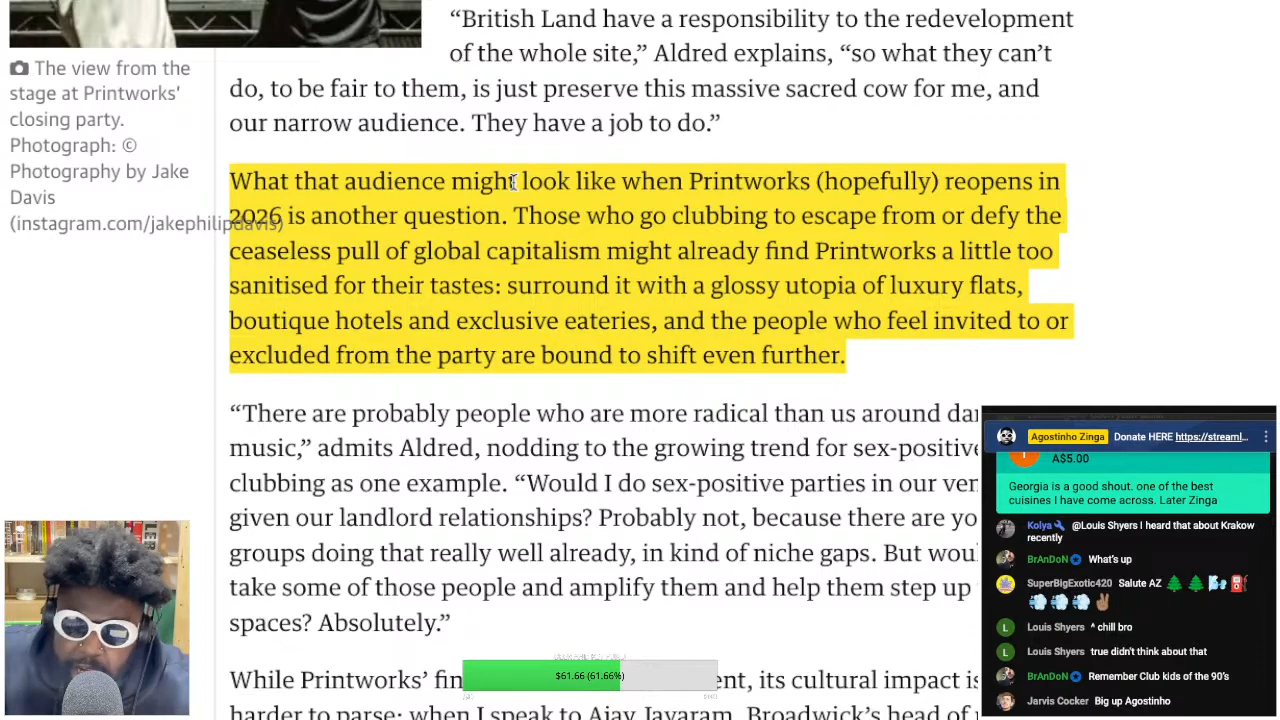 “British Land have a responsibility to the redevelopment
of the whole site,” Aldred explains, “so what they can’t
do, to be fair to them, is just preserve this massive sacred cow for me, and
our narrow audience. They have a job to do.”
The view from the
stage at Printworks’
closing party.
Photograph: ©
Photography by Jake
Davis
(instagram.com/jakephilipdavis)
What that audience might look like when Printworks (hopefully) reopens in
2026 is another question. Those who go clubbing to escape from or defy the
ceaseless pull of global capitalism might already find Printworks a little too
sanitised for their tastes: surround it with a glossy utopia of luxury flats,
boutique hotels and exclusive eateries, and the people who feel invited to or
excluded from the party are bound to shift even further.
“There are probably people who are more radical than us around da
music,” admits Aldred, nodding to the growing trend for sex-positive
clubbing as one example. “Would I do sex-positive parties in our ve
given our landlord relationships? Probably not, because there are yo
groups doing that really well already, in kind of niche gaps. But wou
take some of those people and amplify them and help them step up
spaces? Absolutely.”
While Printworks’ fin
nt, its cultural impact is
harder to parse: when I speak to Ajay Jayaram, Broadwick’s head of
$61.66 (61.66%)
Agostinho Zinga Donate HERE https://streaml...
A$5.00
Georgia is a good shout. one of the best
cuisines I have come across. Later Zinga
Kolya @Louis Shyers I heard that about Krakow
recently
BrAnDoN What's up
SuperBigExotic420 Salute AZ
Louis Shyers ^ chill bro
Louis Shyers true didn't think about that
BrAnDoN Remember Club kids of the 90's
Jarvis Cocker Big up Agostinho